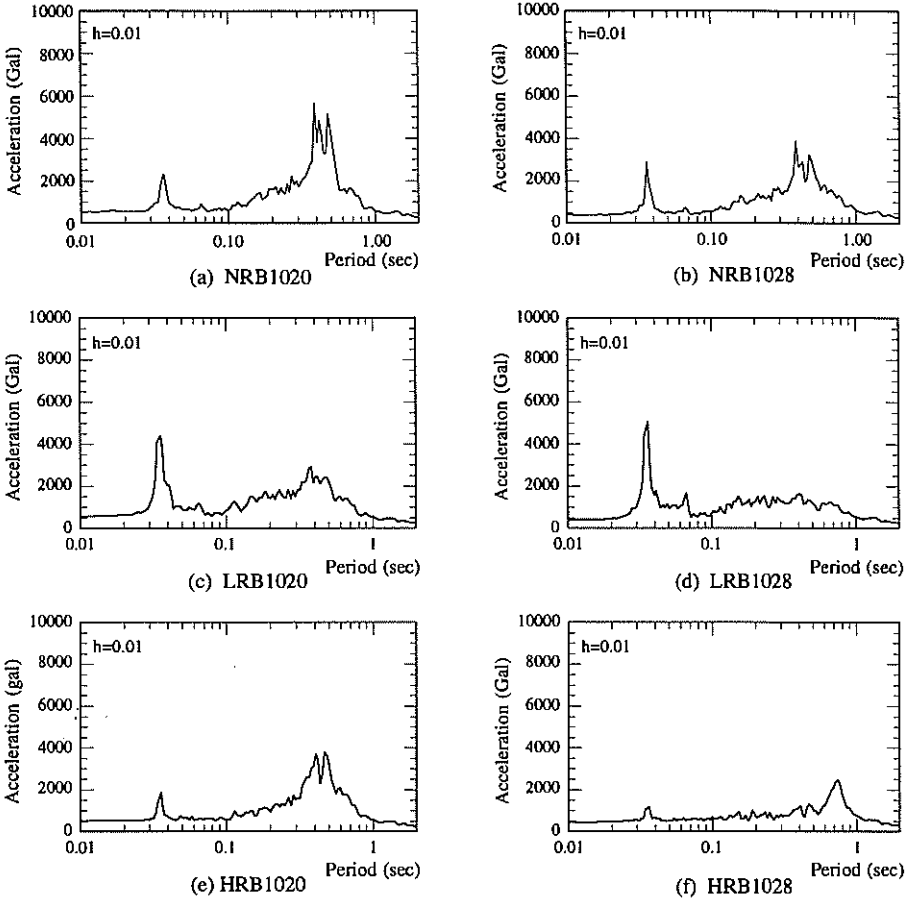 10000
8000
6000
4000
2000
0
Acceleration (Gal)
h=0.01
0.01
0.10
1.00
Period (sec)
(a) NRB1020
10000
8000
6000
4000
2000
0
Acceleration (Gal)
h=0.01
0.01
0.10
1.00
Period (sec)
(b) NRB1028
10000
8000
6000
4000
2000
0
Acceleration (Gal)
h=0.01
0.01
0.1
1
Period (sec)
(c) LRB1020
10000
8000
6000
4000
2000
0
Acceleration (Gal)
h=0.01
0.01
0.1
1
Period (sec)
(d) LRB1028
10000
8000
6000
4000
2000
0
Acceleration (gal)
h=0.01
0.01
0.1
1
Period (sec)
(e) HRB1020
10000
8000
6000
4000
2000
0
Acceleration (Gal)
h=0.01
0.01
0.1
1
Period (sec)
(f) HRB1028